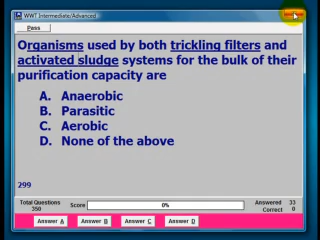 WWT Intermediate/Advanced
Pass
Organisms used by both trickling filters and
activated sludge systems for the bulk of their
purification capacity are
A. Anaerobic
B. Parasitic
C. Aerobic
D. None of the above
299
Total Questions
350
Score
0%
Answered 33
Correct 0
Answer A
Answer B
Answer C
Answer D